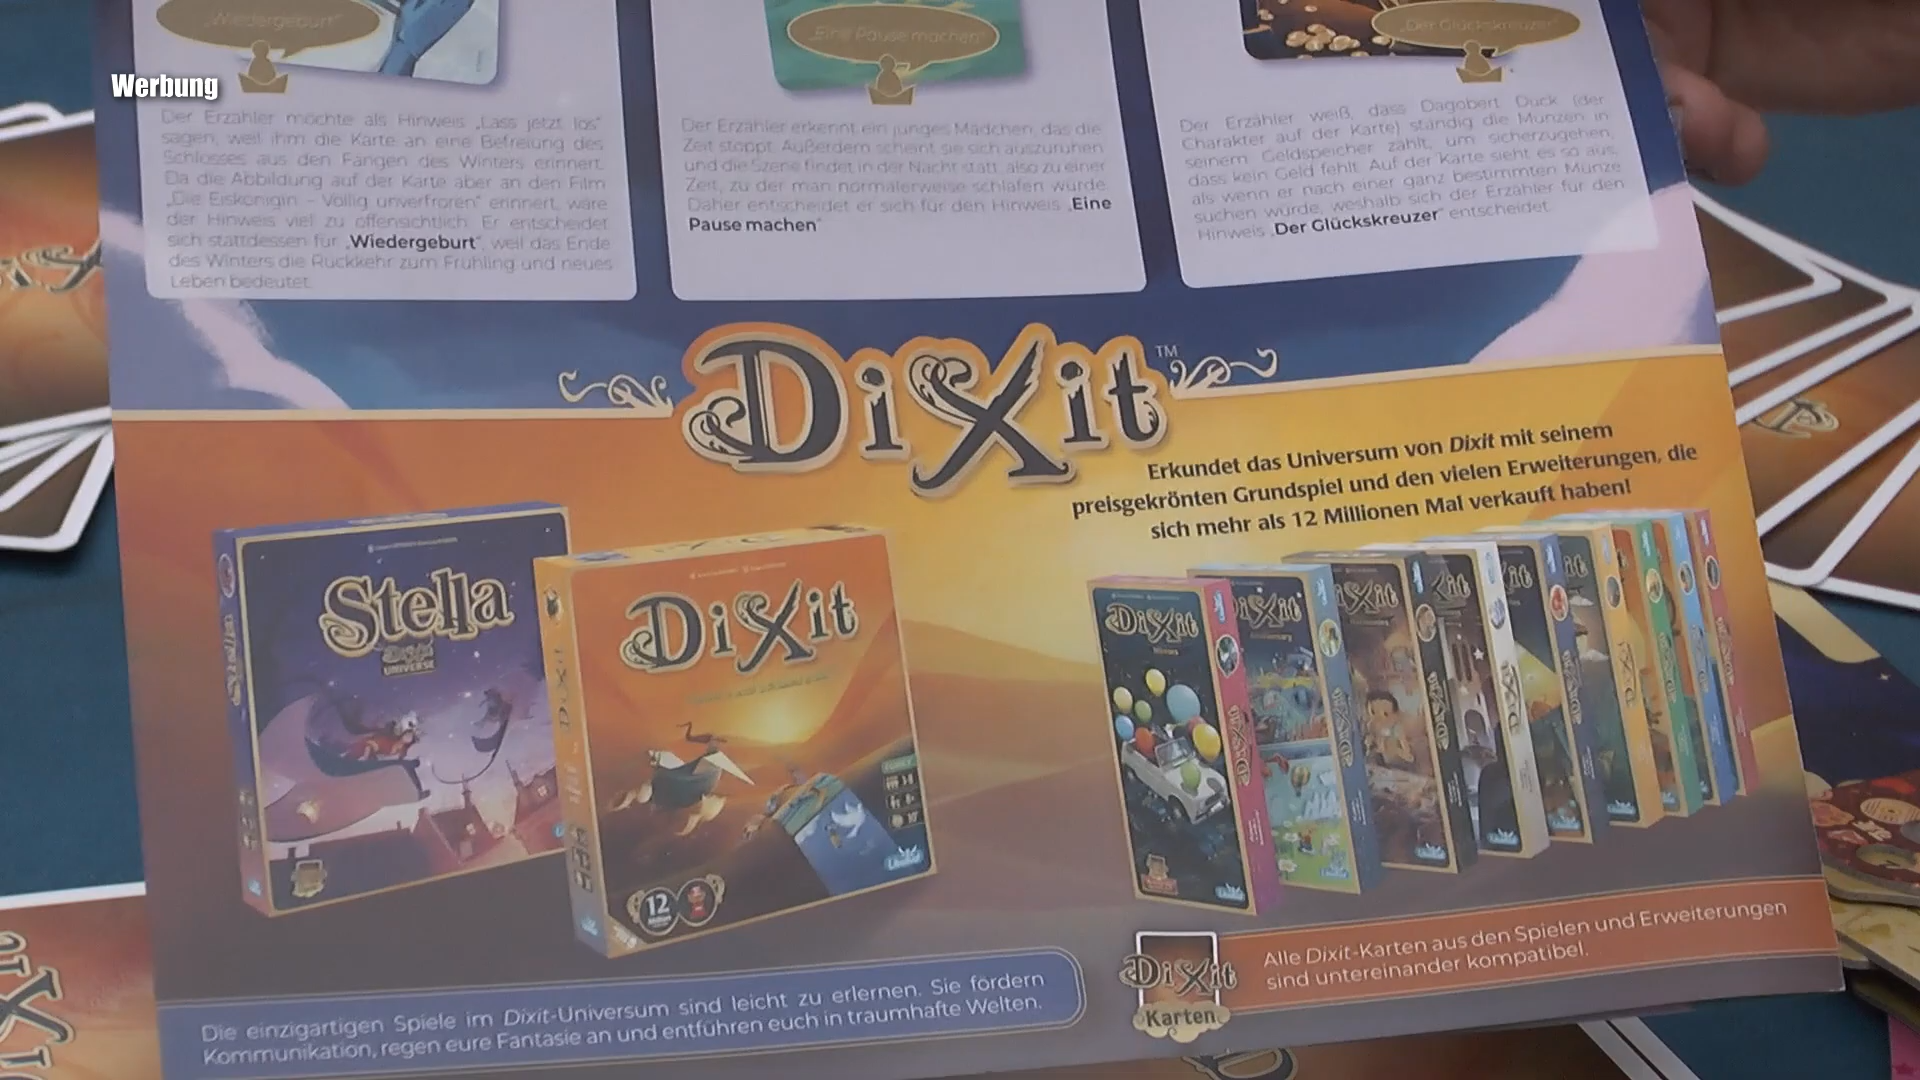 Werbung
„Wiedergeburt“
Der Erzähler möchte als Hinweis „Lass jetzt los“
sagen, weil ihm die Karte an eine Befreiung des
Schlosses aus den Fängen des Winters erinnert.
Da die Abbildung auf der Karte aber an den Film
„Die Eiskönigin – Völlig unverfroren“ erinnert, wäre
der Hinweis viel zu offensichtlich. Er entscheidet
sich stattdessen für „Wiedergeburt“, weil das Ende
des Winters die Rückkehr zum Frühling und neues
Leben bedeutet.
„Eine Pause machen“
Der Erzähler erkennt ein junges Mädchen, das die
Zeit stoppt. Außerdem scheint sie sich auszuruhen
und die Szene findet in der Nacht statt, also zu einer
Zeit, zu der man normalerweise schlafen würde.
Daher entscheidet er sich für den Hinweis „Eine
Pause machen“
„Der Glückskreuzer“
Der Erzähler weiß, dass Dagobert Duck (der
Charakter auf der Karte) ständig die Münzen in
seinem Geldspeicher zählt, um sicherzugehen,
dass kein Geld fehlt. Auf der Karte sieht es so aus,
als wenn er nach einer ganz bestimmten Münze
suchen würde, weshalb sich der Erzähler für den
Hinweis „Der Glückskreuzer“ entscheidet.
DiXit™
Erkundet das Universum von Dixit mit seinem
preisgekrönten Grundspiel und den vielen Erweiterungen, die
sich mehr als 12 Millionen Mal verkauft haben!
Stella
DiXit
UNIVERSE
DiXit
12
DiXit
DiXit
DiXit
Die einzigartigen Spiele im Dixit-Universum sind leicht zu erlernen. Sie fördern
Kommunikation, regen eure Fantasie an und entführen euch in traumhafte Welten.
DiXit
Karten
Alle Dixit-Karten aus den Spielen und Erweiterungen
sind untereinander kompatibel.